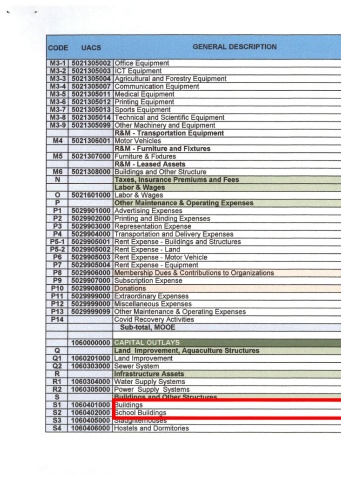 CODE UACS GENERAL DESCRIPTION
M3-1 5021305002 Office Equipment
M3-2 5021305003 ICT Equipment
M3-3 5021305004 Agricultural and Forestry Equipment
M3-4 5021305007 Communication Equipment
M3-5 5021305011 Medical Equipment
M3-6 5021305012 Printing Equipment
M3-7 5021305013 Sports Equipment
M3-8 5021305014 Technical and Scientific Equipment
M3-9 5021305099 Other Machinery and Equipment
R&M - Transportation Equipment
M4 5021306001 Motor Vehicles
R&M - Furniture and Fixtures
M5 5021307000 Furniture & Fixtures
R&M - Leased Assets
M6 5021308000 Buildings and Other Structure
N Taxes, Insurance Premiums and Fees
Labor & Wages
O 5021601000 Labor & Wages
P Other Maintenance & Operating Expenses
P1 5029901000 Advertising Expenses
P2 5029902000 Printing and Binding Expenses
P3 5029903000 Representation Expense
P4 5029904000 Transportation and Delivery Expenses
P5-1 5029905001 Rent Expense - Buildings and Structures
P5-2 5029905002 Rent Expense - Land
P6 5029905003 Rent Expense - Motor Vehicle
P7 5029905004 Rent Expense - Equipment
P8 5029906000 Membership Dues & Contributions to Organizations
P9 5029907000 Subscription Expense
P10 5029908000 Donations
P11 5029999000 Extraordinary Expenses
P12 5029999000 Miscellaneous Expenses
P13 5029999099 Other Maintenance & Operating Expenses
P14 Covid Recovery Activities
Sub-total, MOOE
1060000000 CAPITAL OUTLAYS
Q Land Improvement, Aquaculture Structures
Q1 1060201000 Land Improvement
Q2 1060303000 Sewer System
R Infrastructure Assets
R1 1060304000 Water Supply Systems
R2 1060305000 Power Supply Systems
S Buildings and Other Structures
S1 1060401000 Buildings
S2 1060402000 School Buildings
S3 1060405000 Slaughterhouses
S4 1060406000 Hostels and Dormitories